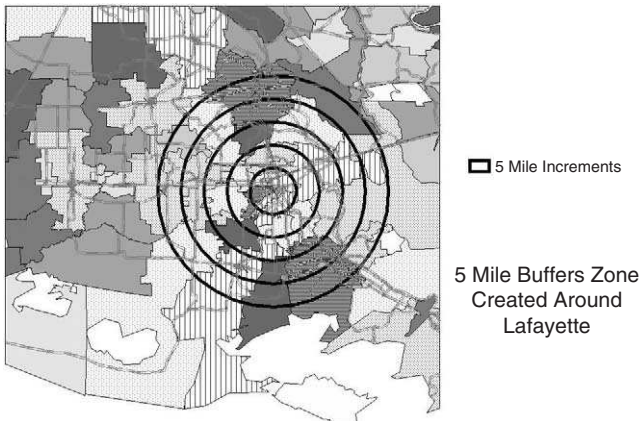 5 Mile Increments
5 Mile Buffers Zone
Created Around
Lafayette